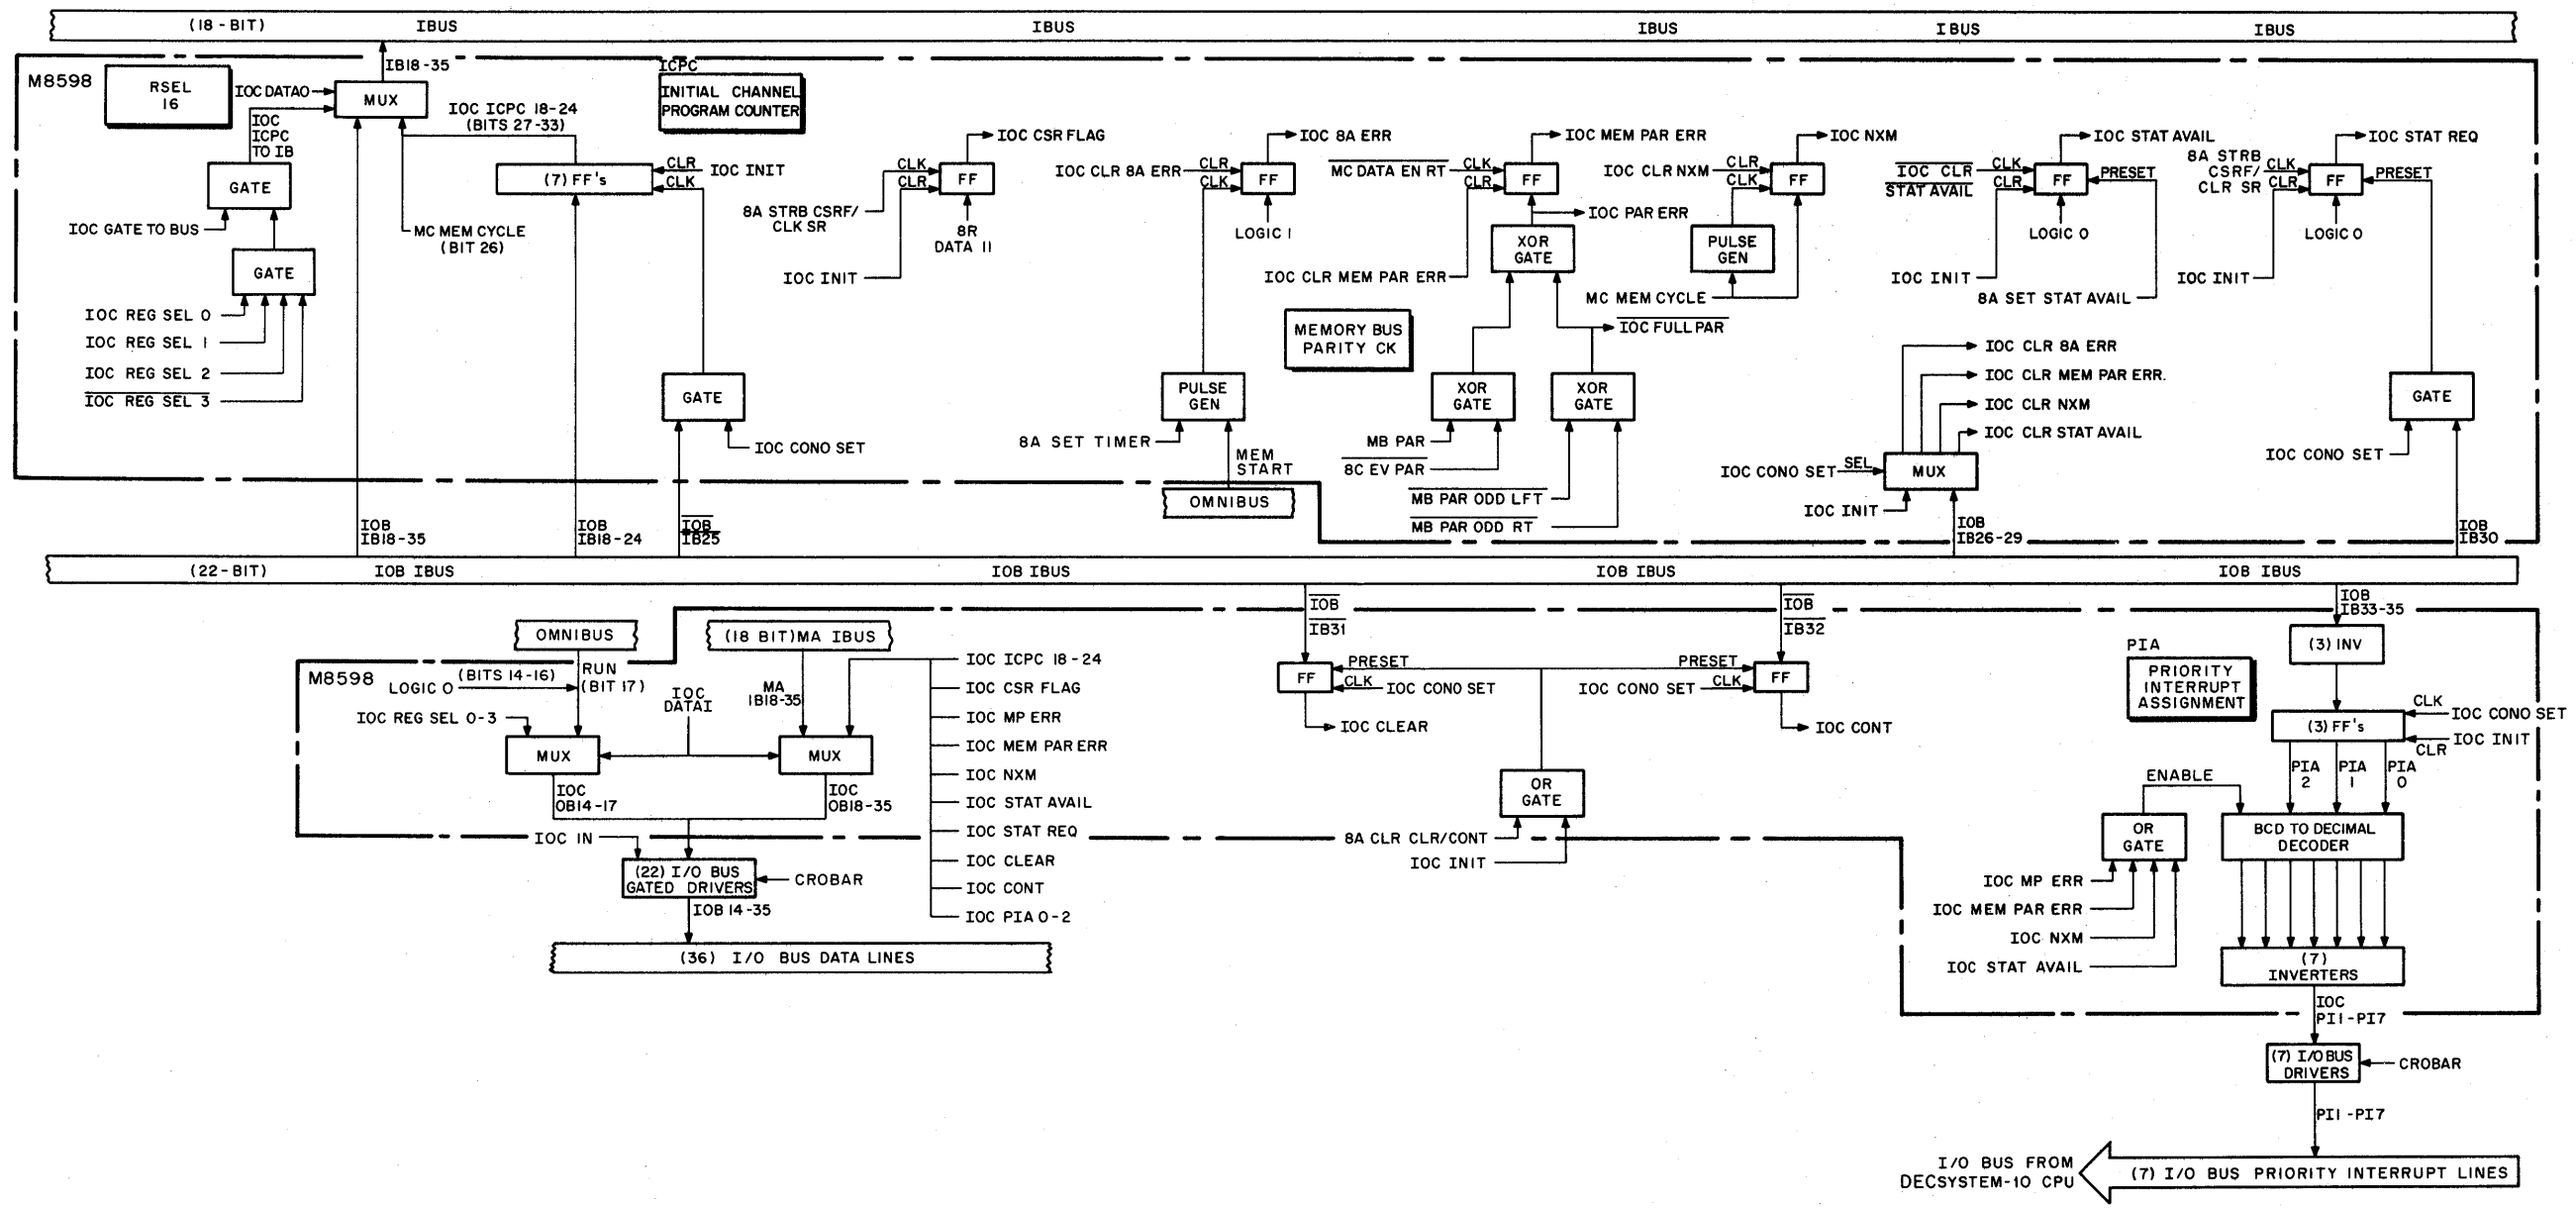 (18-BIT) IBUS IBUS IBUS IBUS IBUS
M8598
RSEL
16
IB18-35
IOC DATAO
MUX
IOC
ICPC
TO IB
IOC ICPC 18-24
(BITS 27-33)
ICPC
INITIAL CHANNEL
PROGRAM COUNTER
GATE
IOC GATE TO BUS
GATE
IOC REG SEL 0
IOC REG SEL 1
IOC REG SEL 2
IOC REG SEL 3
MC MEM CYCLE
(BIT 26)
(7) FF's
CLR
IOC INIT
CLK
GATE
IOC CONO SET
IOC CSR FLAG
CLK
CLR
FF
8A STRB CSRF/
CLK SR
8R
DATA 11
IOC INIT
IOC 8A ERR
IOC CLR 8A ERR
CLR
CLK
FF
LOGIC 1
PULSE
GEN
8A SET TIMER
MEM
START
OMNIBUS
IOC MEM PAR ERR
MC DATA EN RT
CLK
CLR
FF
IOC PAR ERR
XOR
GATE
IOC CLR MEM PAR ERR
MEMORY BUS
PARITY CK
IOC FULL PAR
XOR
GATE
XOR
GATE
MB PAR
8C EV PAR
MB PAR ODD LFT
MB PAR ODD RT
IOC NXM
IOC CLR NXM
CLR
CLK
FF
PULSE
GEN
MC MEM CYCLE
IOC STAT AVAIL
IOC CLR
STAT AVAIL
CLK
CLR
FF
PRESET
LOGIC 0
IOC INIT
8A SET STAT AVAIL
IOC CLR 8A ERR
IOC CLR MEM PAR ERR.
IOC CLR NXM
IOC CLR STAT AVAIL
IOC CONO SET
SEL
MUX
IOC INIT
IOC STAT REQ
8A STRB
CSRF/
CLR SR
CLK
CLR
FF
PRESET
LOGIC 0
IOC INIT
GATE
IOC CONO SET
IOB
IB18-35
IOB
IB18-24
IOB
IB25
IOB
IB26-29
IOB
IB30
(22-BIT) IOB IBUS IOB IBUS IOB IBUS IOB IBUS
OMNIBUS
(18 BIT) MA IBUS
M8598
(BITS 14-16)
LOGIC 0
RUN
(BIT 17)
IOC REG SEL 0-3
IOC
DATAI
MA
IB18-35
MUX
MUX
IOC
OB14-17
IOC
OB18-35
IOC IN
(22) I/O BUS
GATED DRIVERS
CROBAR
IOB 14-35
(36) I/O BUS DATA LINES
IOC ICPC 18-24
IOC CSR FLAG
IOC MP ERR
IOC MEM PAR ERR
IOC NXM
IOC STAT AVAIL
IOC STAT REQ
IOC CLEAR
IOC CONT
IOC PIA 0-2
IOB
IB31
IOB
IB32
FF
PRESET
CLK
IOC CONO SET
IOC CLEAR
PRESET
IOC CONO SET
CLK
FF
IOC CONT
OR
GATE
8A CLR CLR/CONT
IOC INIT
IOB
IB33-35
(3) INV
PIA
PRIORITY
INTERRUPT
ASSIGNMENT
CLK
IOC CONO SET
(3) FF's
IOC INIT
CLR
PIA
2
PIA
1
PIA
0
ENABLE
OR
GATE
BCD TO DECIMAL
DECODER
IOC MP ERR
IOC MEM PAR ERR
IOC NXM
IOC STAT AVAIL
(7)
INVERTERS
IOC
PI1-PI7
(7) I/O BUS
DRIVERS
CROBAR
PI1-PI7
I/O BUS FROM
DECSYSTEM-10 CPU
(7) I/O BUS PRIORITY INTERRUPT LINES